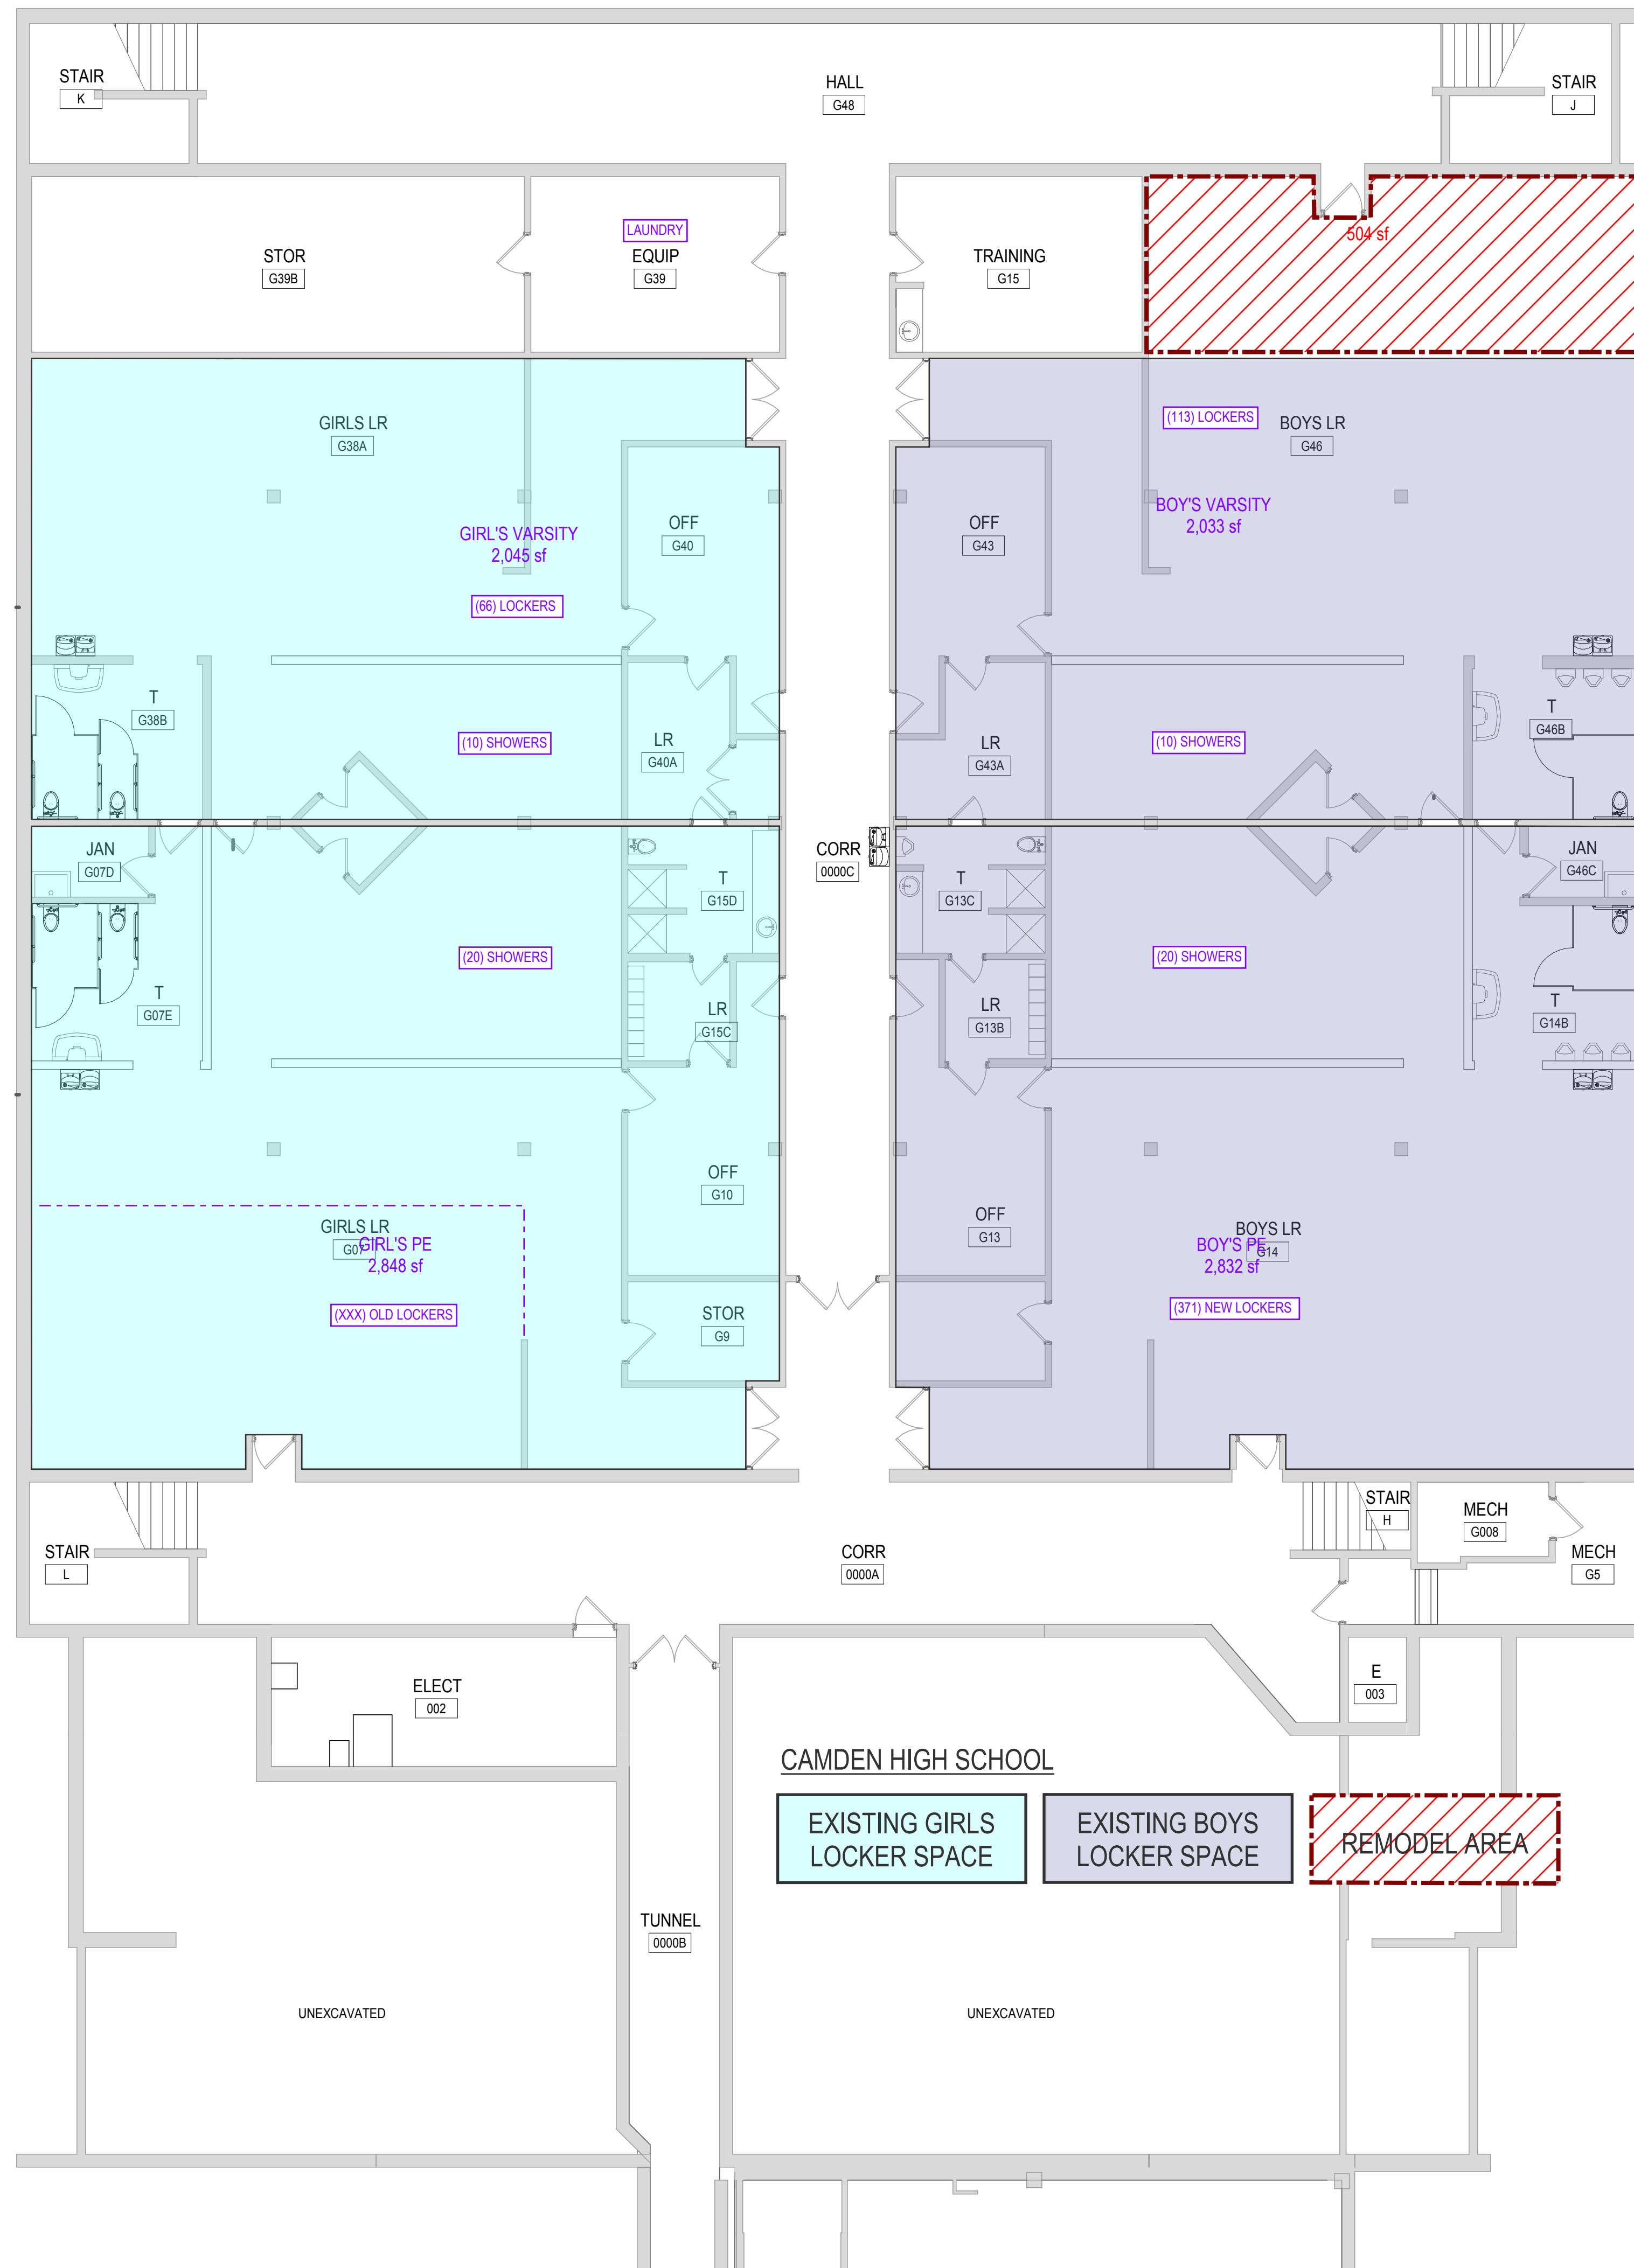 STAIR
K
HALL
G48
STAIR
J
LAUNDRY
STOR
G39B
EQUIP
G39
TRAINING
G15
504 sf
GIRLS LR
G38A
(113) LOCKERS
BOYS LR
G46
GIRL'S VARSITY
2,045 sf
OFF
G40
OFF
G43
BOY'S VARSITY
2,033 sf
(66) LOCKERS
T
G38B
(10) SHOWERS
LR
G40A
LR
G43A
(10) SHOWERS
T
G46B
JAN
G07D
CORR
0000C
JAN
G46C
T
G15D
T
G13C
(20) SHOWERS
(20) SHOWERS
T
G07E
LR
G15C
LR
G13B
T
G14B
OFF
G10
GIRLS LR
G07
GIRL'S PE
2,848 sf
OFF
G13
BOYS LR
G14
BOY'S PE
2,832 sf
(XXX) OLD LOCKERS
STOR
G9
(371) NEW LOCKERS
STAIR
H
MECH
G008
STAIR
L
CORR
0000A
MECH
G5
ELECT
002
E
003
CAMDEN HIGH SCHOOL
EXISTING GIRLS
LOCKER SPACE
EXISTING BOYS
LOCKER SPACE
REMODEL AREA
TUNNEL
0000B
UNEXCAVATED
UNEXCAVATED